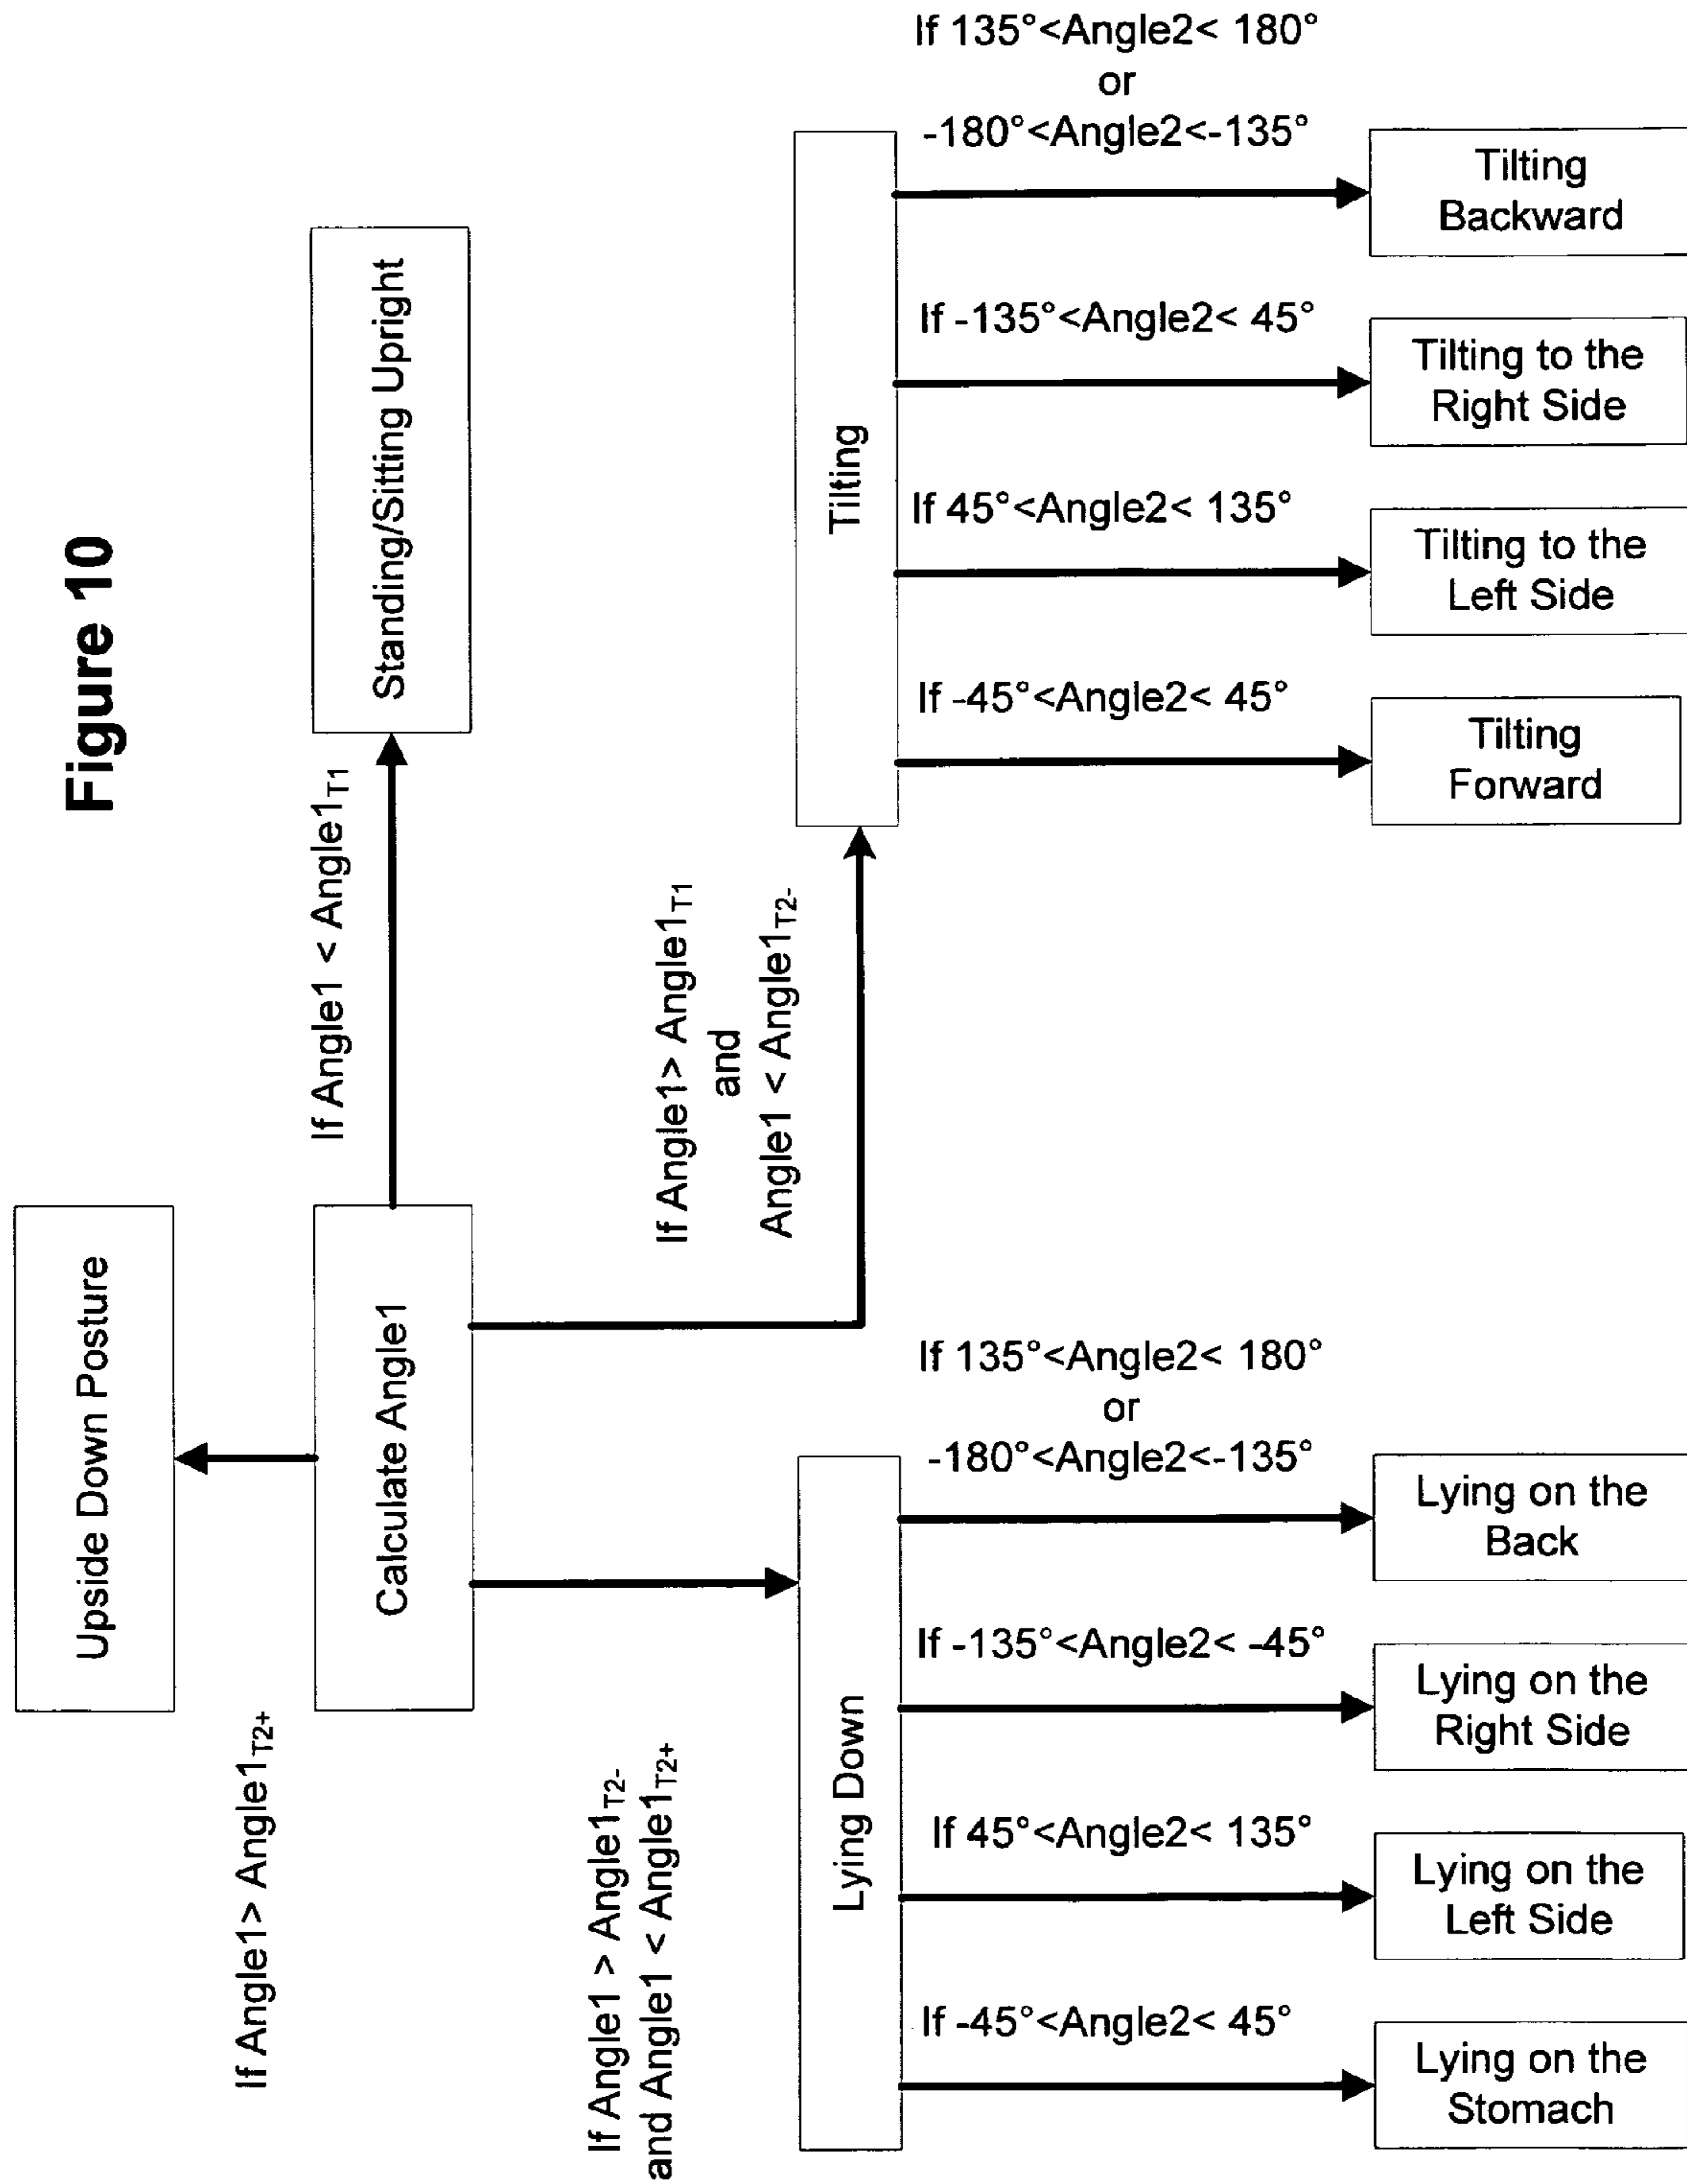 Figure 10
Upside Down Posture
If Angle1> Angle1T2+
Calculate Angle1
If Angle1 < Angle1T1
Standing/Sitting Upright
If Angle1 > Angle1T2-
and Angle1 < Angle1T2+
If Angle1> Angle1T1
and
Angle1 < Angle1T2-
Lying Down
If -45°<Angle2< 45°
Lying on the
Stomach
If 45°<Angle2< 135°
Lying on the
Left Side
If -135°<Angle2< -45°
Lying on the
Right Side
If 135°<Angle2< 180°
or
-180°<Angle2<-135°
Lying on the
Back
Tilting
If -45°<Angle2< 45°
Tilting
Forward
If 45°<Angle2< 135°
Tilting to the
Left Side
If -135°<Angle2< 45°
Tilting to the
Right Side
If 135°<Angle2< 180°
or
-180°<Angle2<-135°
Tilting
Backward